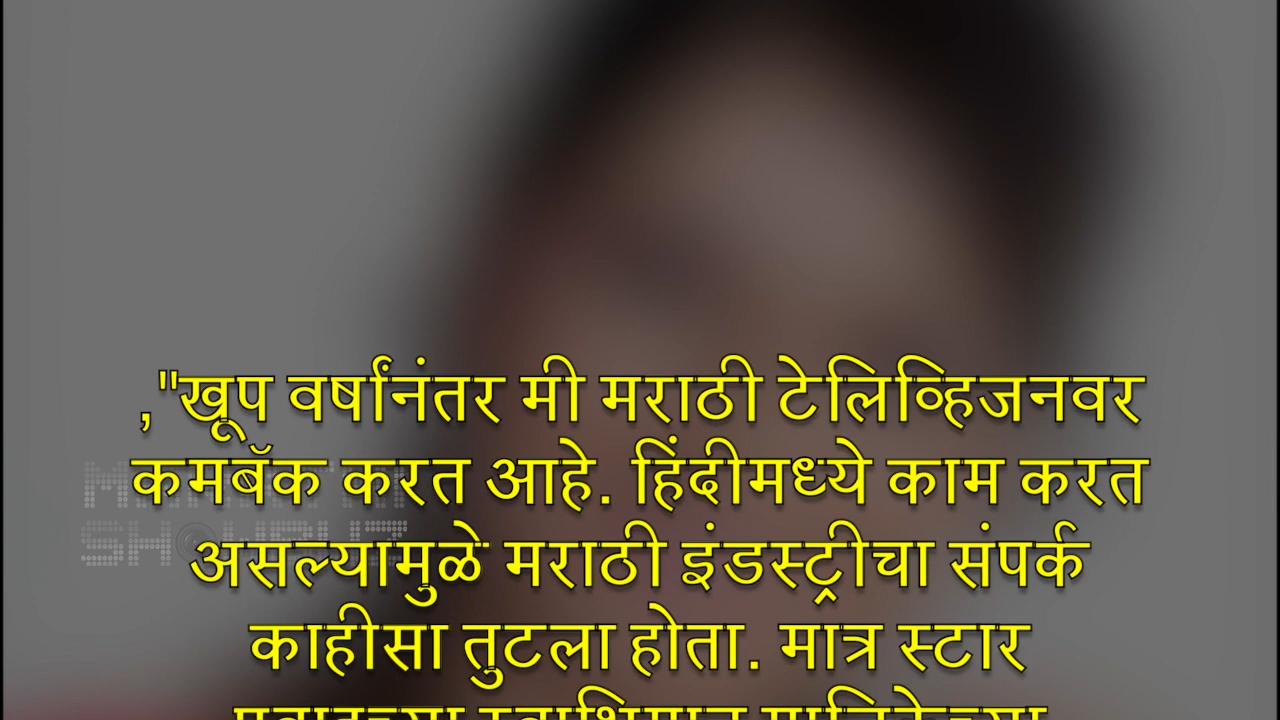 ,"खूप वर्षांनंतर मी मराठी टेलिव्हिजनवर
कमबॅक करत आहे. हिंदीमध्ये काम करत
असल्यामुळे मराठी इंडस्ट्रीचा संपर्क
काहीसा तुटला होता. मात्र स्टार